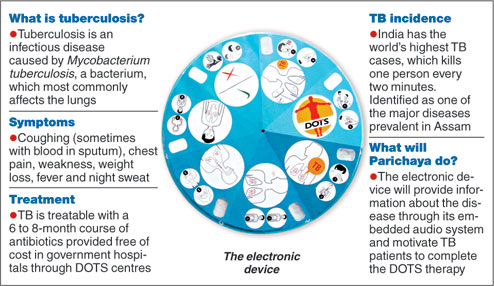 What is tuberculosis?
●Tuberculosis is an
infectious disease
caused by Mycobacterium
tuberculosis, a bacterium,
which most commonly
affects the lungs
Symptoms
●Coughing (sometimes
with blood in sputum), chest
pain, weakness, weight
loss, fever and night sweat
Treatment
●TB is treatable with a
6 to 8-month course of
antibiotics provided free of
cost in government hospi-
tals through DOTS centres
DOTS
TB
The electronic
device
TB incidence
●India has the
world's highest TB
cases, which kills
one person every
two minutes.
Identified as one of
the major diseases
prevalent in Assam
What will
Parichaya do?
●The electronic de-
vice will provide infor-
mation about the dis-
ease through its em-
bedded audio system
and motivate TB
patients to complete
the DOTS therapy